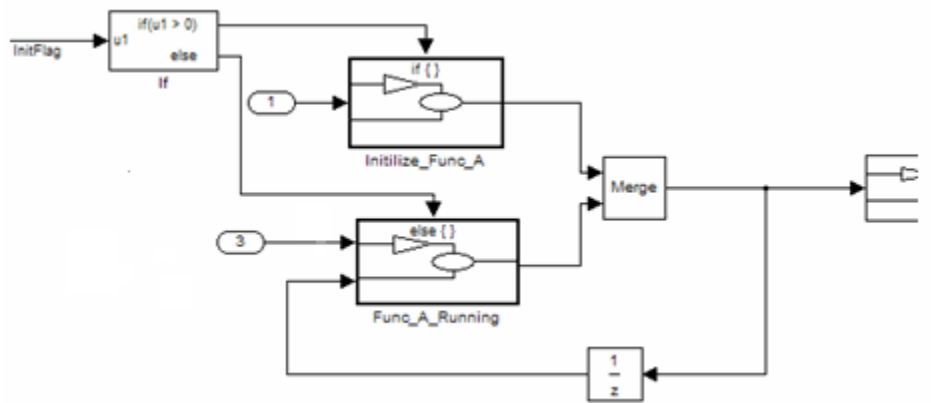 if(u1 > 0)
InitFlag
u1
else
If
if { }
1
Initilize_Func_A
Merge
else { }
3
Func_A_Running
1
z